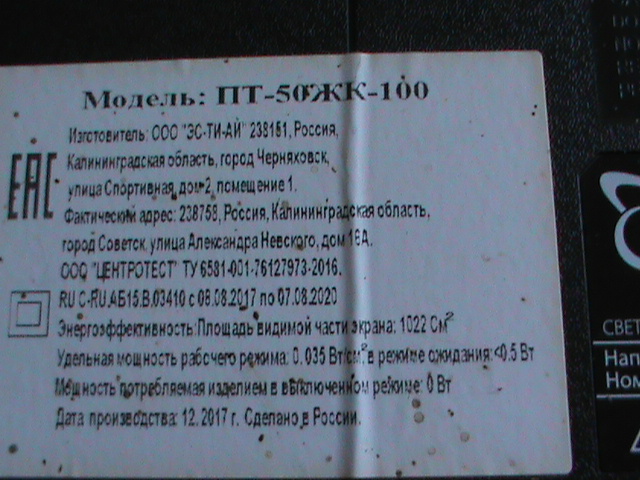 Модель: ПТ-50ЖК-100
Изготовитель: ООО "ЭС-ТИ-АЙ" 238151, Россия,
Калининградская область, город Черняховск,
улица Спортивная, дом 2, помещение 1.
Фактический адрес: 238758, Россия, Калининградская область,
город Советск, улица Александра Невского, дом 16А.
ООО "ЦЕНТРОТЕСТ" ТУ 6581-001-76127973-2016.
RU C-RU.АБ15.В.03410 с 08.08.2017 по 07.08.2020
Энергоэффективность: Площадь видимой части экрана: 1022 См²
Удельная мощность рабочего режима: 0.035 Вт/см² в режиме ожидания: <0.5 Вт
Мощность потребляемая изделием в выключенном режиме: 0 Вт
Дата производства: 12.2017 г. Сделано в России.
EAC
СВЕТ
Нап
Ном